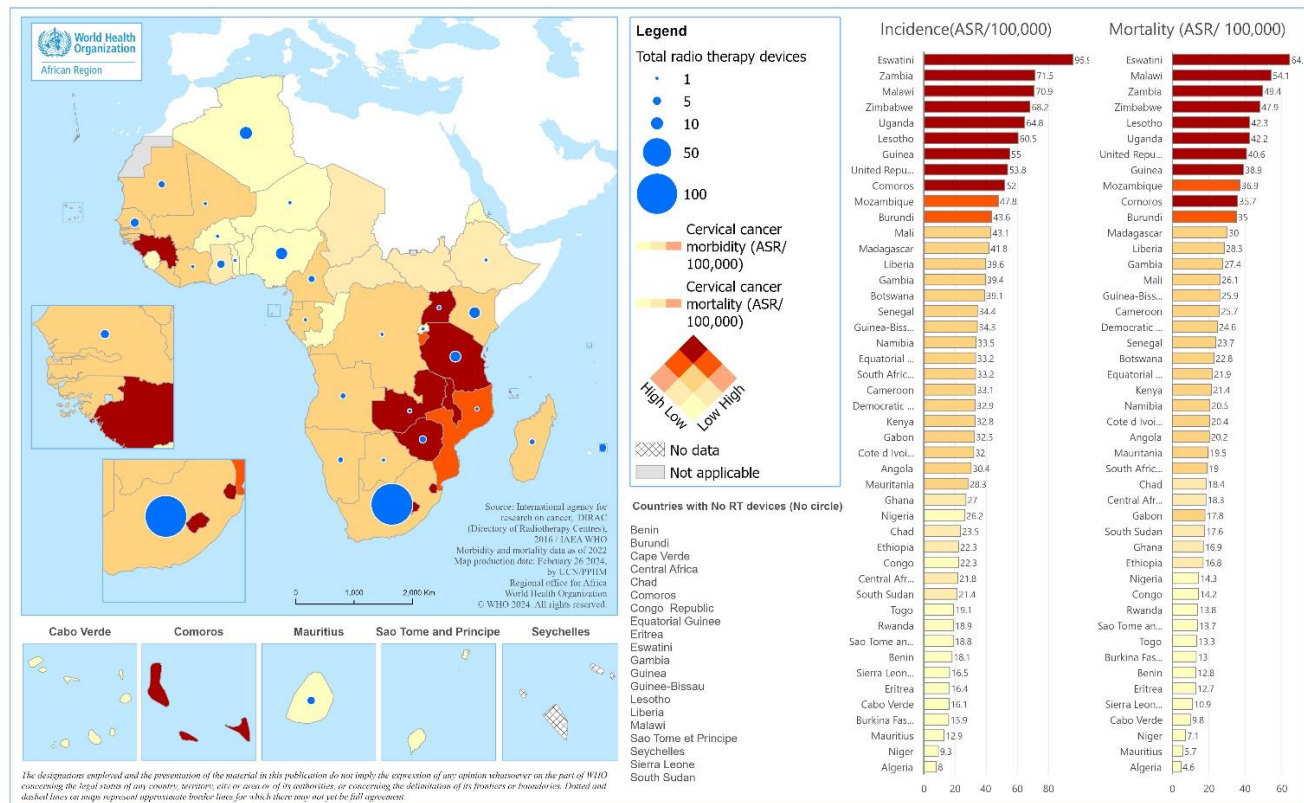 World Health
Organization
African Region
Legend
Total radio therapy devices
1
5
10
50
100
Cervical cancer
morbidity (ASR/
100,000)
Cervical cancer
mortality (ASR/
100,000)
High Low
Low High
No data
Not applicable
Source: International agency for
research on cancer, DIRAC
(Directory of Radiotherapy Centres),
2016 / IAEA WHO
Morbidity and mortality data as of 2022
Map production date: February 26 2024,
by UCN/PPHM
Regional office for Africa
World Health Organization
© WHO 2024. All rights reserved.
0 1,000 2,000 Km
Countries with No RT devices (No circle)
Benin
Burundi
Cape Verde
Central Africa
Chad
Comoros
Congo Republic
Equatorial Guinee
Eritrea
Eswatini
Gambia
Guinea
Guinee-Bissau
Lesotho
Liberia
Malawi
Sao Tome et Principe
Seychelles
Sierra Leone
South Sudan
Cabo Verde
Comoros
Mauritius
Sao Tome and Principe
Seychelles
The designations employed and the presentation of the material in this publication do not imply the expression of any opinion whatsoever on the part of WHO
concerning the legal status of any country, territory, city or area or of its authorities, or concerning the delimitation of its frontiers or boundaries. Dotted and
dashed lines on maps represent approximate border lines for which there may not yet be full agreement.
Incidence(ASR/100,000)
Eswatini 95.9
Zambia 71.5
Malawi 70.9
Zimbabwe 68.2
Uganda 64.8
Lesotho 60.5
Guinea 55
United Repu... 53.8
Comoros 52
Mozambique 47.8
Burundi 43.6
Mali 43.1
Madagascar 41.8
Liberia 39.6
Gambia 39.4
Botswana 39.1
Senegal 34.4
Guinea-Biss... 34.3
Namibia 33.5
Equatorial ... 33.2
South Afric... 33.2
Cameroon 33.1
Democratic ... 32.9
Kenya 32.8
Gabon 32.5
Cote d Ivoi... 32
Angola 30.4
Mauritania 28.3
Ghana 27
Nigeria 26.2
Chad 23.5
Ethiopia 22.3
Congo 22.3
Central Afr... 21.8
South Sudan 21.4
Togo 19.1
Rwanda 18.9
Sao Tome an... 18.8
Benin 18.1
Sierra Leon... 16.5
Eritrea 16.4
Cabo Verde 16.1
Burkina Fas... 15.9
Mauritius 12.9
Niger 9.3
Algeria 8
0 20 40 60 80
Mortality (ASR/ 100,000)
Eswatini 64.
Malawi 54.1
Zambia 49.4
Zimbabwe 47.9
Lesotho 42.3
Uganda 42.2
United Repu... 40.6
Guinea 38.9
Mozambique 36.9
Comoros 35.7
Burundi 35
Madagascar 30
Liberia 28.3
Gambia 27.4
Mali 26.1
Guinea-Biss... 25.9
Cameroon 25.7
Democratic ... 24.6
Senegal 23.7
Botswana 22.8
Equatorial ... 21.9
Kenya 21.4
Namibia 20.5
Cote d Ivoi... 20.4
Angola 20.2
Mauritania 19.5
South Afric... 19
Chad 18.4
Central Afr... 18.3
Gabon 17.8
South Sudan 17.6
Ghana 16.9
Ethiopia 16.8
Nigeria 14.3
Congo 14.2
Rwanda 13.8
Sao Tome an... 13.7
Togo 13.3
Burkina Fas... 13
Benin 12.8
Eritrea 12.7
Sierra Leon... 10.9
Cabo Verde 9.8
Niger 7.1
Mauritius 5.7
Algeria 4.6
0 20 40 60